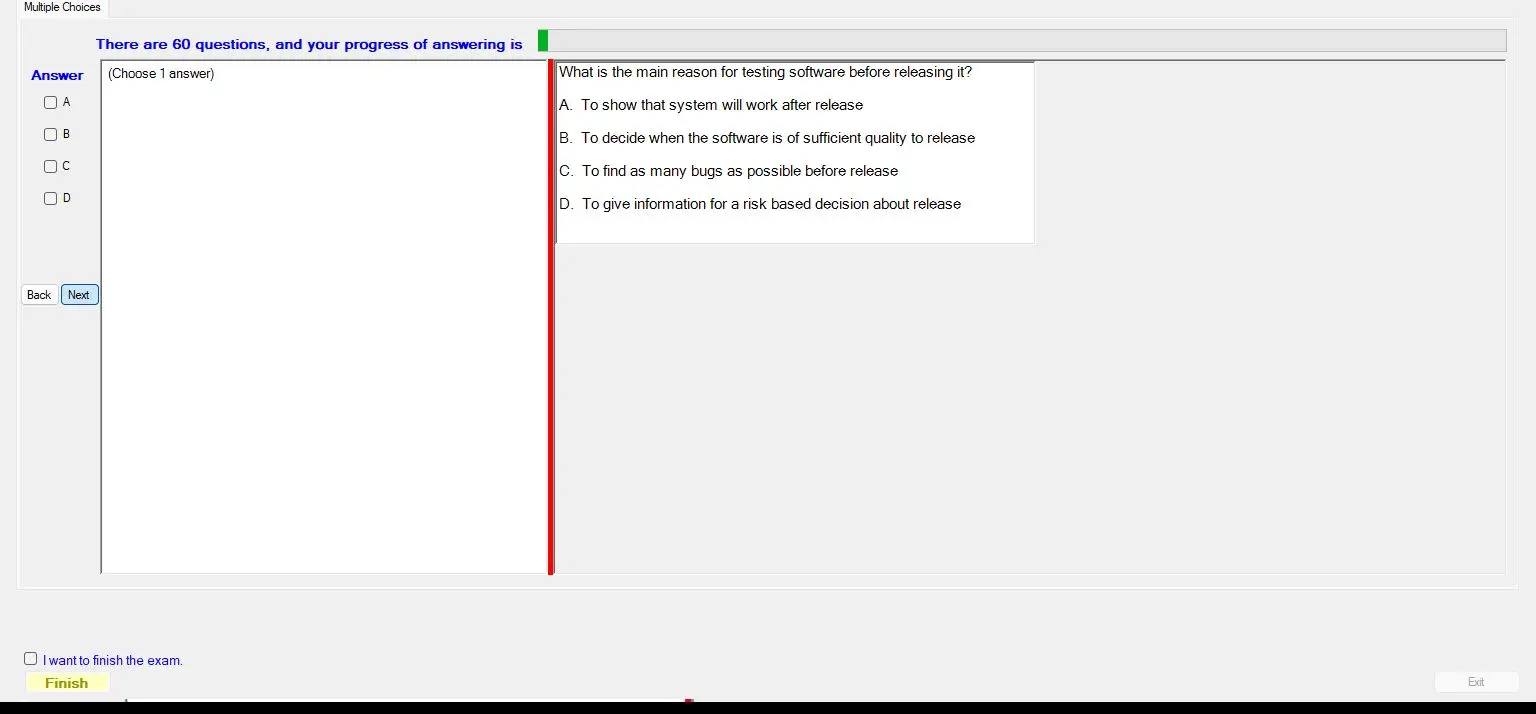 Multiple Choices
There are 60 questions, and your progress of answering is
Answer
(Choose 1 answer)
A
B
C
D
Back
Next
What is the main reason for testing software before releasing it?
A. To show that system will work after release
B. To decide when the software is of sufficient quality to release
C. To find as many bugs as possible before release
D. To give information for a risk based decision about release
I want to finish the exam.
Finish
Exit